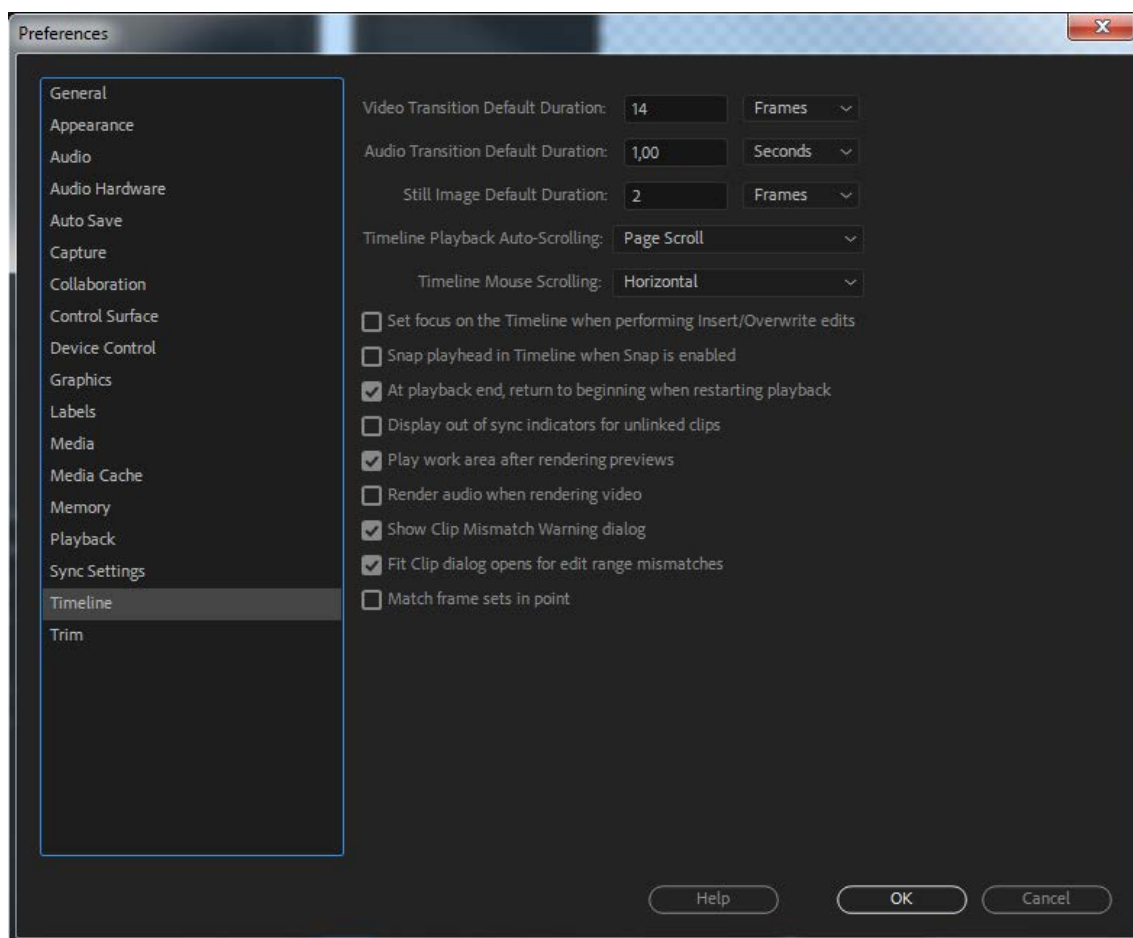 Preferences
General
Appearance
Audio
Audio Hardware
Auto Save
Capture
Collaboration
Control Surface
Device Control
Graphics
Labels
Media
Media Cache
Memory
Playback
Sync Settings
Timeline
Trim
Video Transition Default Duration: 14 Frames
Audio Transition Default Duration: 1,00 Seconds
Still Image Default Duration: 2 Frames
Timeline Playback Auto-Scrolling: Page Scroll
Timeline Mouse Scrolling: Horizontal
Set focus on the Timeline when performing Insert/Overwrite edits
Snap playhead in Timeline when Snap is enabled
At playback end, return to beginning when restarting playback
Display out of sync indicators for unlinked clips
Play work area after rendering previews
Render audio when rendering video
Show Clip Mismatch Warning dialog
Fit Clip dialog opens for edit range mismatches
Match frame sets in point
Help OK Cancel